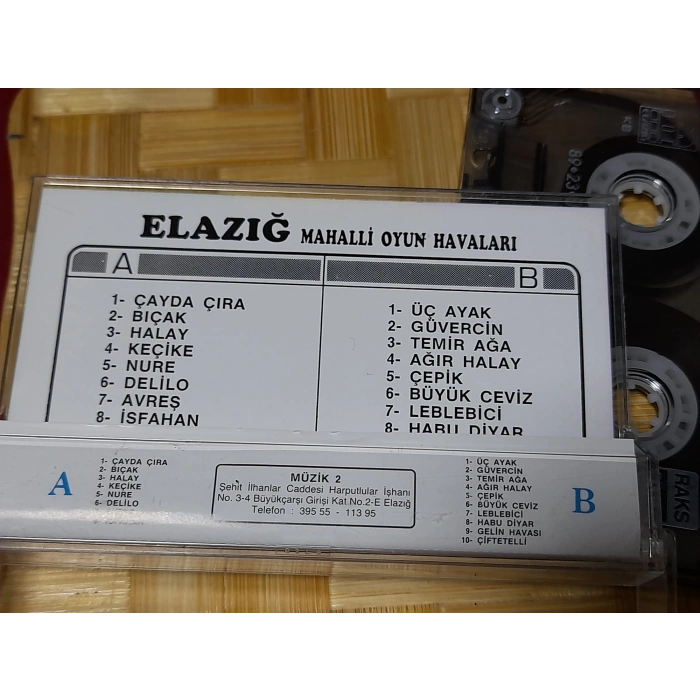 ELAZIĞ MAHALLİ OYUN HAVALARI
A
1- ÇAYDA ÇIRA
2- BIÇAK
3- HALAY
4- KEÇİKE
5- NURE
6- DELİLO
7- AVREŞ
8- İSFAHAN
B
1- ÜÇ AYAK
2- GÜVERCİN
3- TEMİR AĞA
4- AĞIR HALAY
5- ÇEPİK
6- BÜYÜK CEVİZ
7- LEBLEBİCİ
8- HABU DİYAR
A
1- ÇAYDA ÇIRA
2- BIÇAK
3- HALAY
4- KEÇİKE
5- NURE
6- DELİLO
MÜZİK 2
Şehit İlhanlar Caddesi Harputlular İşhanı
No. 3-4 Büyükçarşı Girişi Kat.No.2-E Elazığ
Telefon : 395 55 - 113 95
1- ÜÇ AYAK
2- GÜVERCİN
3- TEMİR AĞA
4- AĞIR HALAY
5- ÇEPİK
6- BÜYÜK CEVİZ
7- LEBLEBİCİ
8- HABU DİYAR
9- GELİN HAVASI
10- ÇİFTETELLİ
B
RAKS